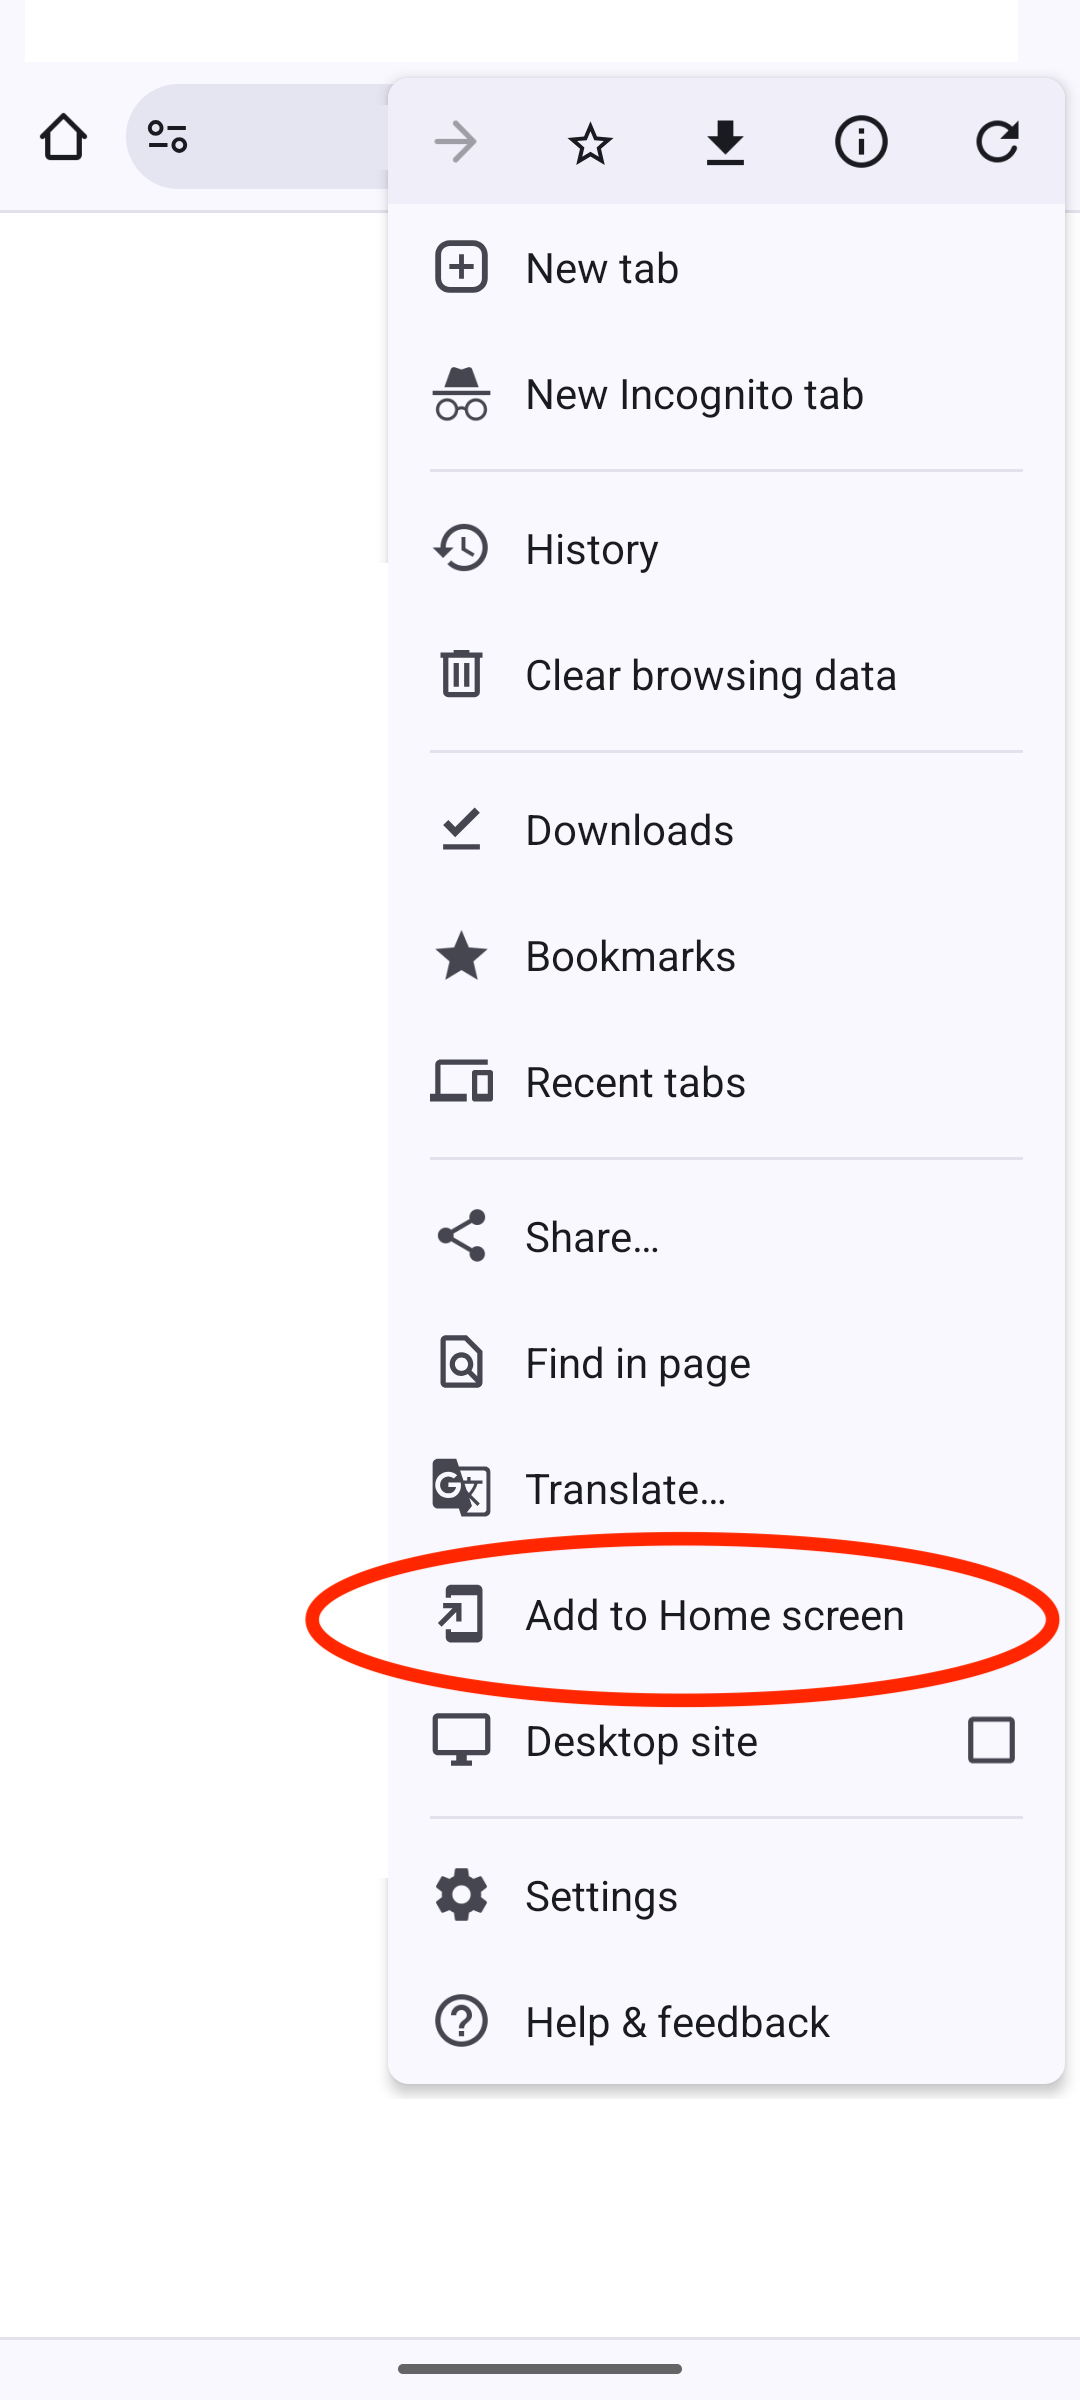 New tab
New Incognito tab
History
Clear browsing data
Downloads
Bookmarks
Recent tabs
Share…
Find in page
Translate…
Add to Home screen
Desktop site
Settings
Help & feedback